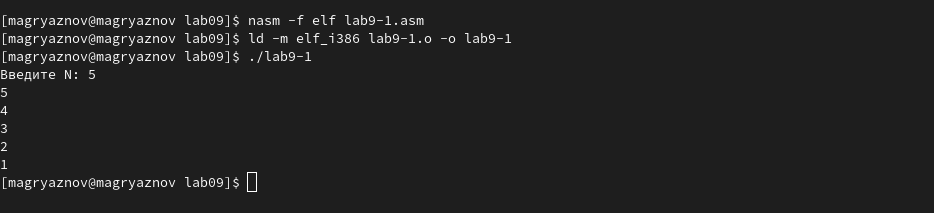 [magryaznov@magryaznov lab09]$ nasm -f elf lab9-1.asm
[magryaznov@magryaznov lab09]$ ld -m elf_i386 lab9-1.o -o lab9-1
[magryaznov@magryaznov lab09]$ ./lab9-1
Введите N: 5
5
4
3
2
1
[magryaznov@magryaznov lab09]$